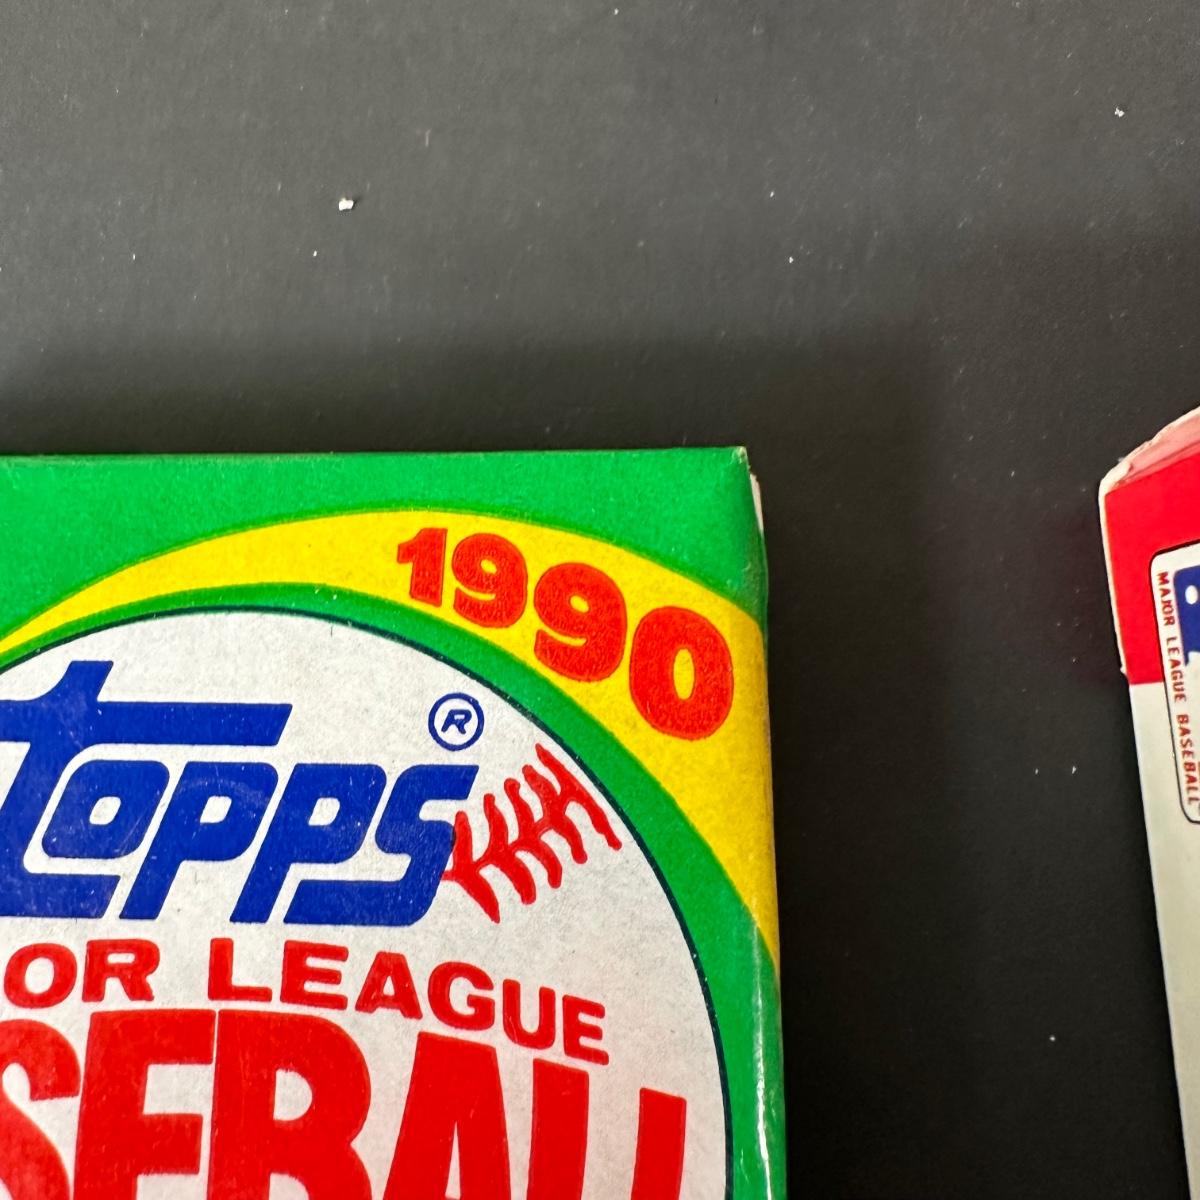 1990
topps®
OR LEAGUE
SEBALL
MAJOR LEAGUE BASEBALL